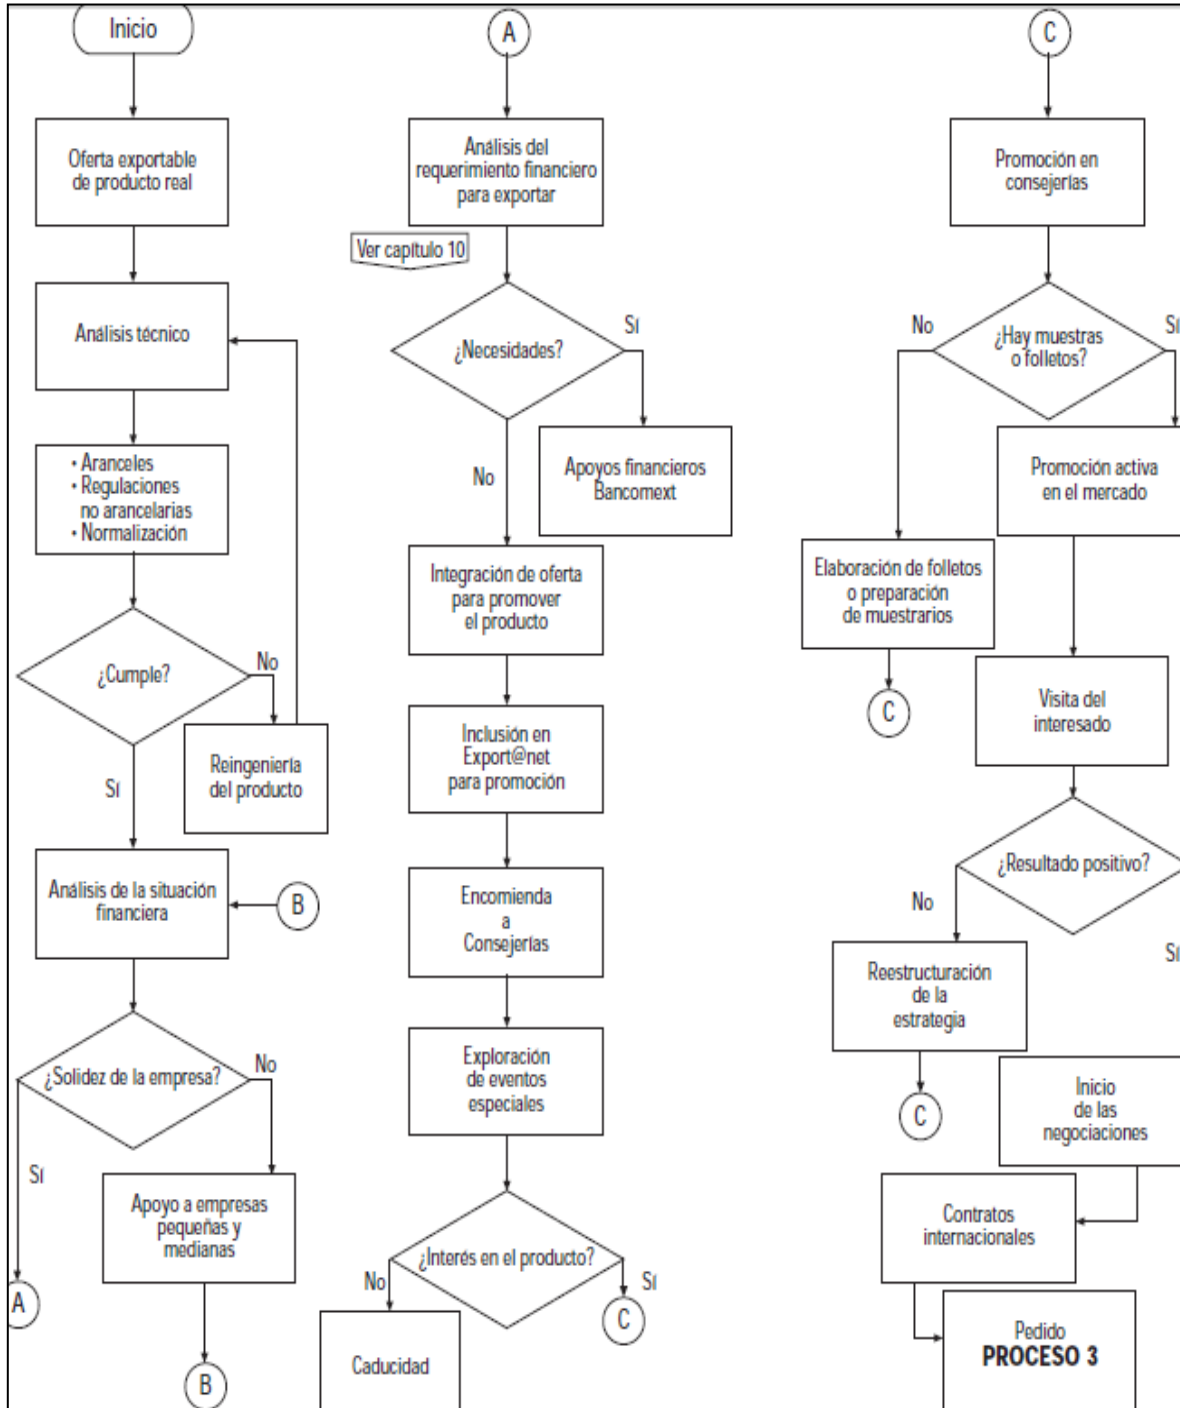 Inicio
Oferta exportable
de producto real
Análisis técnico
• Aranceles
• Regulaciones
no arancelarias
• Normalización
¿Cumple?
No
Sí
Reingeniería
del producto
Análisis de la situación
financiera
B
¿Solidez de la empresa?
No
Sí
Apoyo a empresas
pequeñas y
medianas
A
B
A
Análisis del
requerimiento financiero
para exportar
Ver capítulo 10
¿Necesidades?
Sí
No
Apoyos financieros
Bancomext
Integración de oferta
para promover
el producto
Inclusión en
Export@net
para promoción
Encomienda
a
Consejerías
Exploración
de eventos
especiales
¿Interés en el producto?
No
Sí
C
Caducidad
C
Promoción en
consejerías
¿Hay muestras
o folletos?
No
Sí
Promoción activa
en el mercado
Elaboración de folletos
o preparación
de muestrarios
C
Visita del
interesado
¿Resultado positivo?
No
Sí
Reestructuración
de la
estrategia
C
Inicio
de las
negociaciones
Contratos
internacionales
Pedido
PROCESO 3